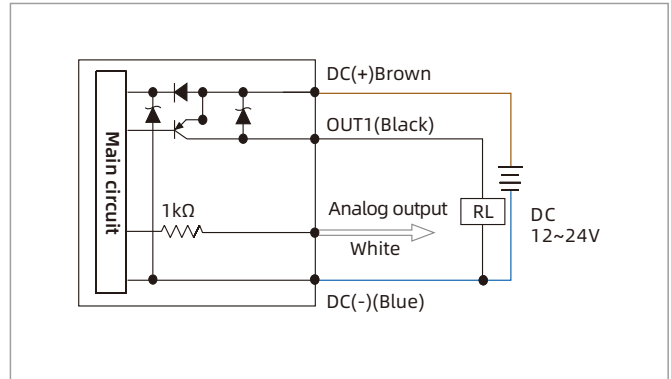 DC(+)Brown
OUT1(Black)
Main circuit
1kΩ
Analog output
White
RL
DC
12~24V
DC(-)(Blue)